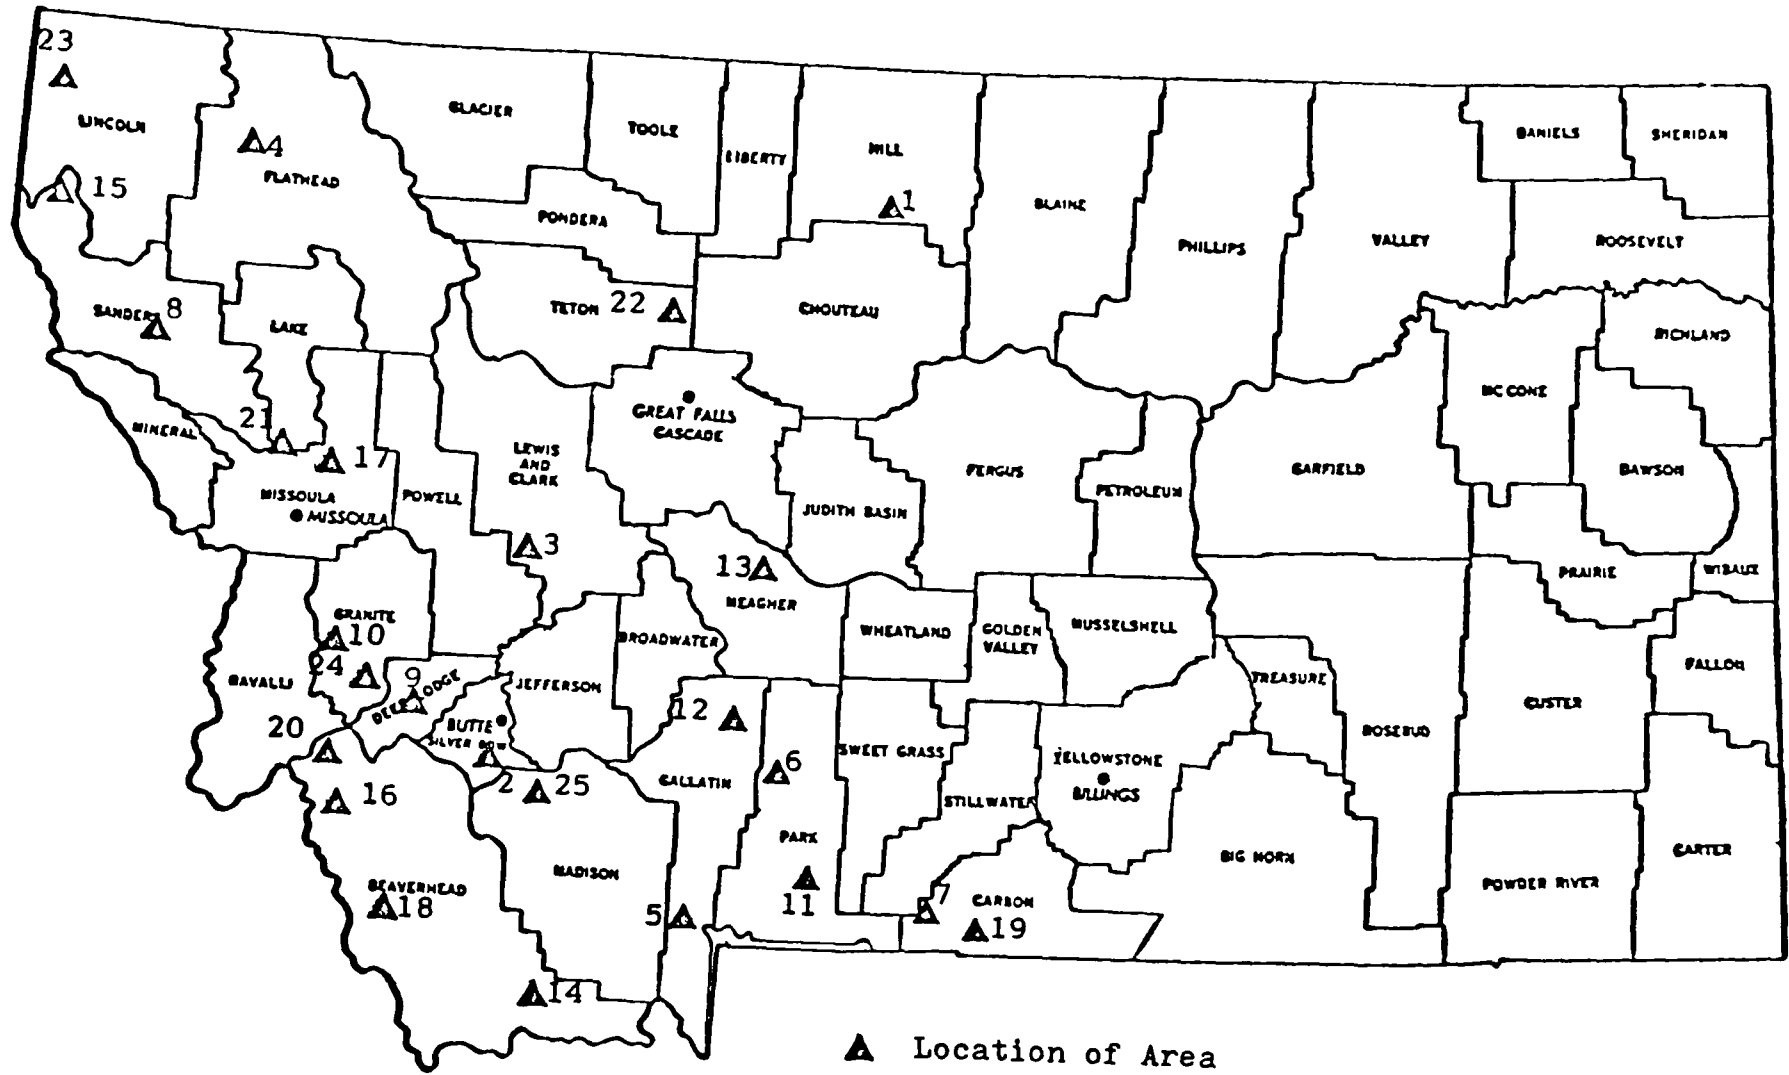 23
LINCOLN
GLACIER
TOOLE
LIBERTY
HILL
DANIELS
SHERIDAN
4
FLATHEAD
15
1
BLAINE
PONDERA
PHILLIPS
VALLEY
ROOSEVELT
SANDERS
8
LAKE
TETON
22
CHOUTEAU
RICHLAND
MC CONE
MINERAL
21
17
GREAT FALLS
CASCADE
LEWIS
AND
CLARK
FERGUS
PETROLEUM
GARFIELD
DAWSON
MISSOULA
MISSOULA
POWELL
JUDITH BASIN
3
13
MEAGHER
PRAIRIE
WIBAUX
GRANITE
10
BROADWATER
WHEATLAND
GOLDEN
VALLEY
MUSSELSHELL
24
RAVALLI
9
DEER LODGE
JEFFERSON
TREASURE
FALLON
20
BUTTE
SILVER BOW
12
SWEET GRASS
ROSEBUD
CUSTER
2
25
GALLATIN
6
YELLOWSTONE
BILLINGS
16
STILLWATER
PARK
BIG HORN
CARTER
MADISON
POWDER RIVER
BEAVERHEAD
18
5
11
7
CARBON
19
14
Location of Area